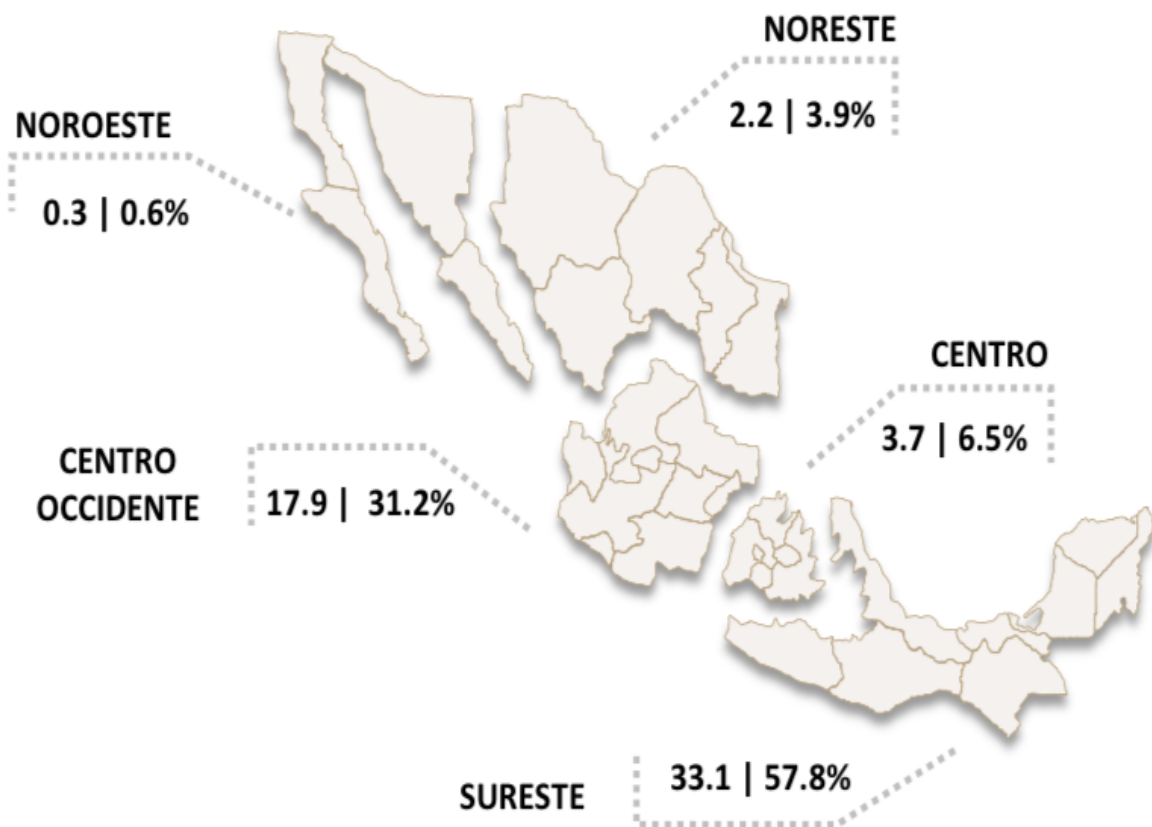 NORESTE
2.2 | 3.9%
NOROESTE
0.3 | 0.6%
CENTRO
3.7 | 6.5%
CENTRO
OCCIDENTE
17.9 | 31.2%
33.1 | 57.8%
SURESTE